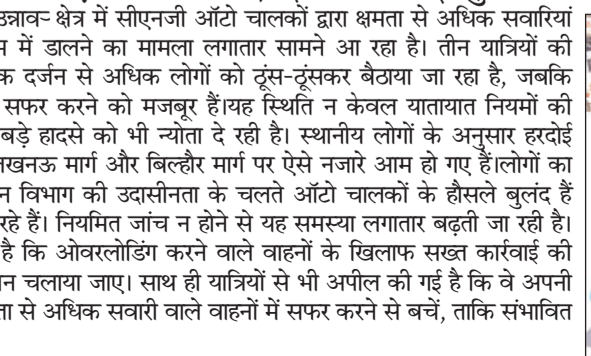 उन्नाव- क्षेत्र में सीएनजी ऑटो चालकों द्वारा क्षमता से अधिक सवारियां
में डालने का मामला लगातार सामने आ रहा है। तीन यात्रियों की
दर्जन से अधिक लोगों को ठूंस-ठूंसकर बैठाया जा रहा है, जबकि
सफर करने को मजबूर हैं।यह स्थिति न केवल यातायात नियमों की
बड़े हादसे को भी न्योता दे रही है। स्थानीय लोगों के अनुसार हरदोई
लखनऊ मार्ग और बिल्हौर मार्ग पर ऐसे नजारे आम हो गए हैं।लोगों का
न विभाग की उदासीनता के चलते ऑटो चालकों के हौसले बुलंद हैं
रहे हैं। नियमित जांच न होने से यह समस्या लगातार बढ़ती जा रही है।
है कि ओवरलोडिंग करने वाले वाहनों के खिलाफ सख्त कार्रवाई की
न चलाया जाए। साथ ही यात्रियों से भी अपील की गई है कि वे अपनी
ता से अधिक सवारी वाले वाहनों में सफर करने से बचें, ताकि संभावित